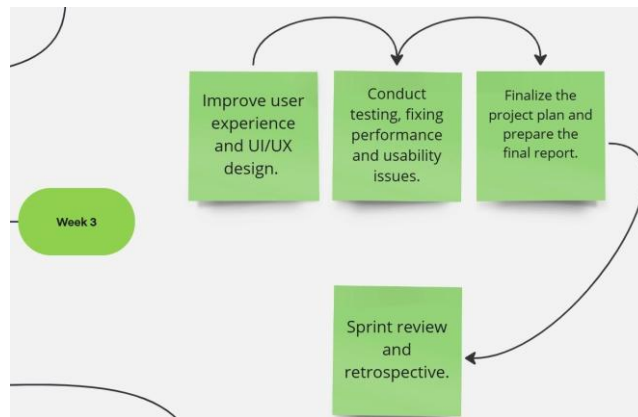 Improve user
experience
and UI/UX
design.
Conduct
testing, fixing
performance
and usability
issues.
Finalize the
project plan and
prepare the
final report.
Week 3
Sprint review
and
retrospective.